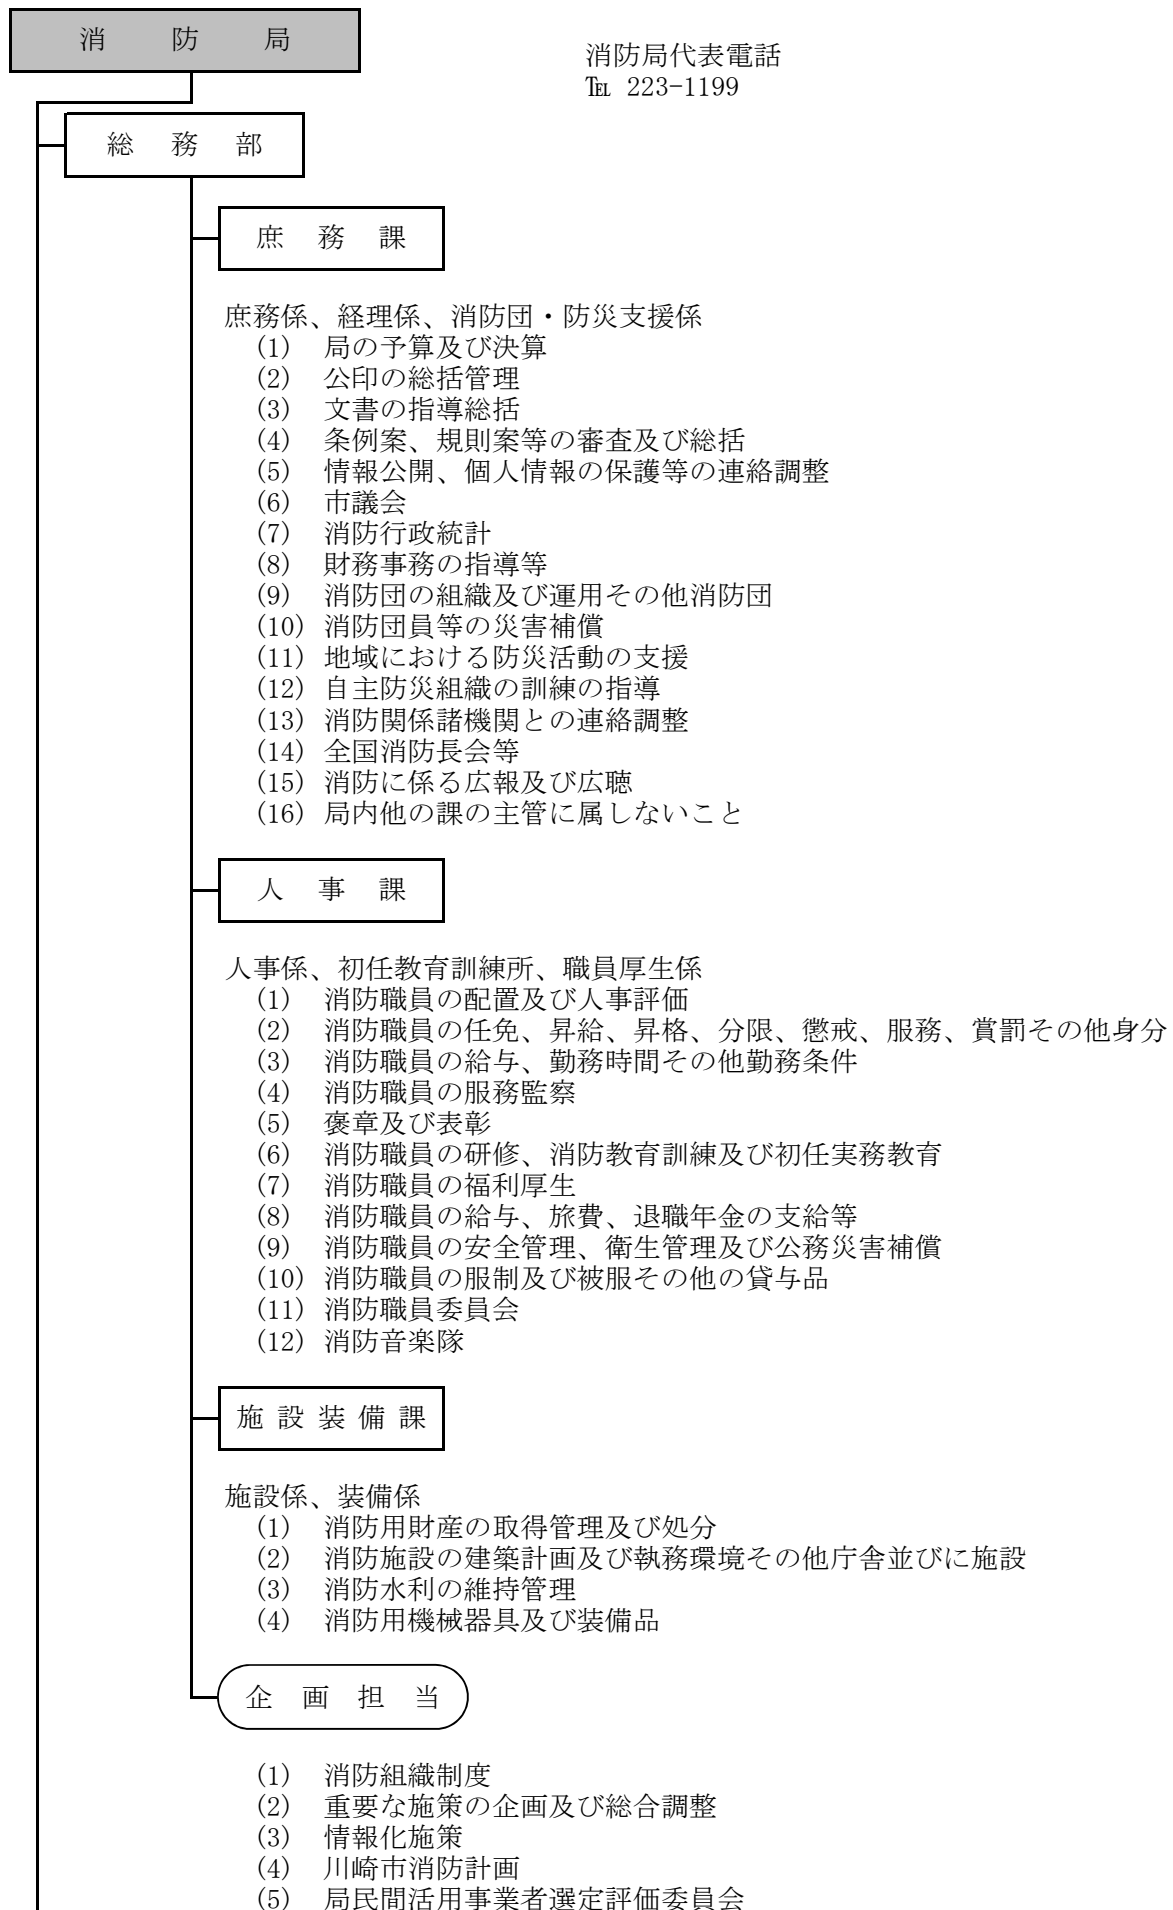 消防局
消防局代表電話
℡ 223-1199
総務部
庶務課
庶務係、経理係、消防団・防災支援係
(1) 局の予算及び決算
(2) 公印の総括管理
(3) 文書の指導総括
(4) 条例案、規則案等の審査及び総括
(5) 情報公開、個人情報の保護等の連絡調整
(6) 市議会
(7) 消防行政統計
(8) 財務事務の指導等
(9) 消防団の組織及び運用その他消防団
(10) 消防団員等の災害補償
(11) 地域における防災活動の支援
(12) 自主防災組織の訓練の指導
(13) 消防関係諸機関との連絡調整
(14) 全国消防長会等
(15) 消防に係る広報及び広聴
(16) 局内他の課の主管に属しないこと
人事課
人事係、初任教育訓練所、職員厚生係
(1) 消防職員の配置及び人事評価
(2) 消防職員の任免、昇給、昇格、分限、懲戒、服務、賞罰その他身分
(3) 消防職員の給与、勤務時間その他勤務条件
(4) 消防職員の服務監察
(5) 褒章及び表彰
(6) 消防職員の研修、消防教育訓練及び初任実務教育
(7) 消防職員の福利厚生
(8) 消防職員の給与、旅費、退職年金の支給等
(9) 消防職員の安全管理、衛生管理及び公務災害補償
(10) 消防職員の服制及び被服その他の貸与品
(11) 消防職員委員会
(12) 消防音楽隊
施設装備課
施設係、装備係
(1) 消防用財産の取得管理及び処分
(2) 消防施設の建築計画及び執務環境その他庁舎並びに施設
(3) 消防水利の維持管理
(4) 消防用機械器具及び装備品
企画担当
(1) 消防組織制度
(2) 重要な施策の企画及び総合調整
(3) 情報化施策
(4) 川崎市消防計画
(5) 局民間活用事業者選定評価委員会